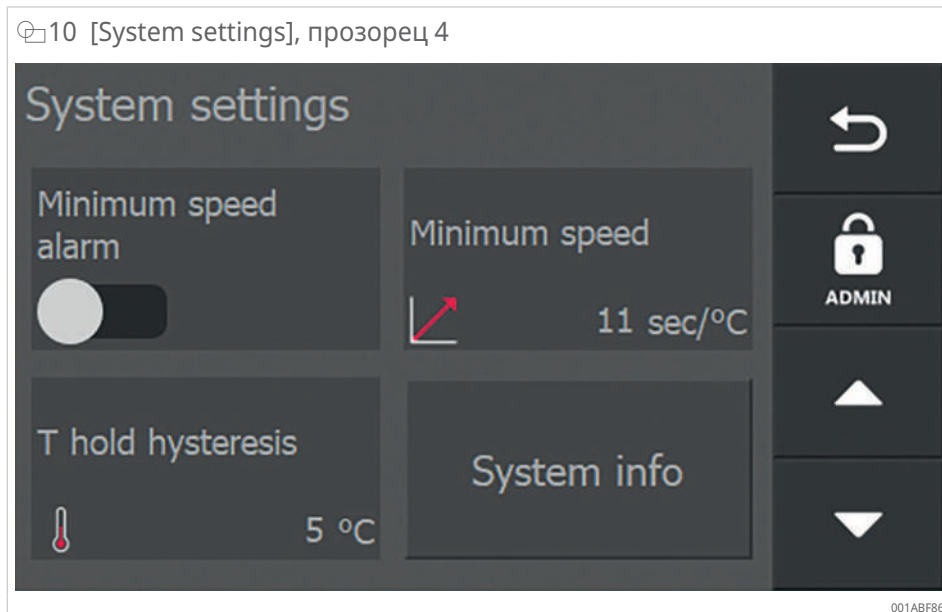 10 [System settings], прозорец 4
System settings
Minimum speed
alarm
Minimum speed
11 sec/°C
ADMIN
T hold hysteresis
5 °C
System info
001ABF86